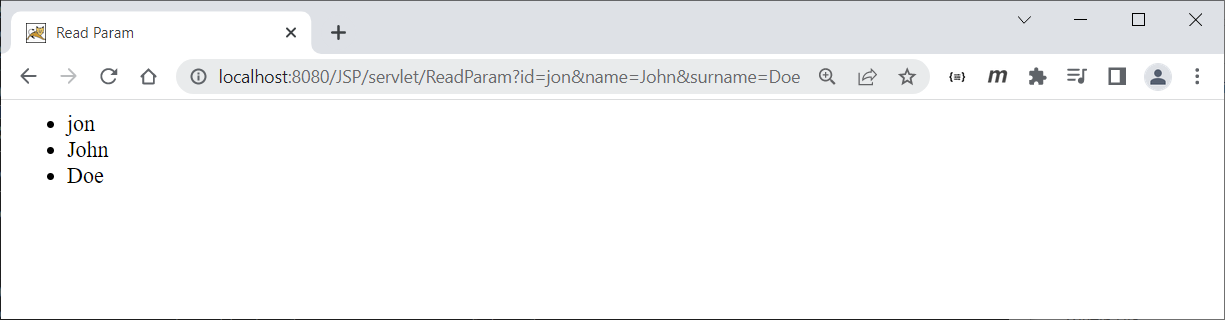 Read Param
localhost:8080/JSP/servlet/ReadParam?id=jon&name=John&surname=Doe
m
• jon
• John
• Doe